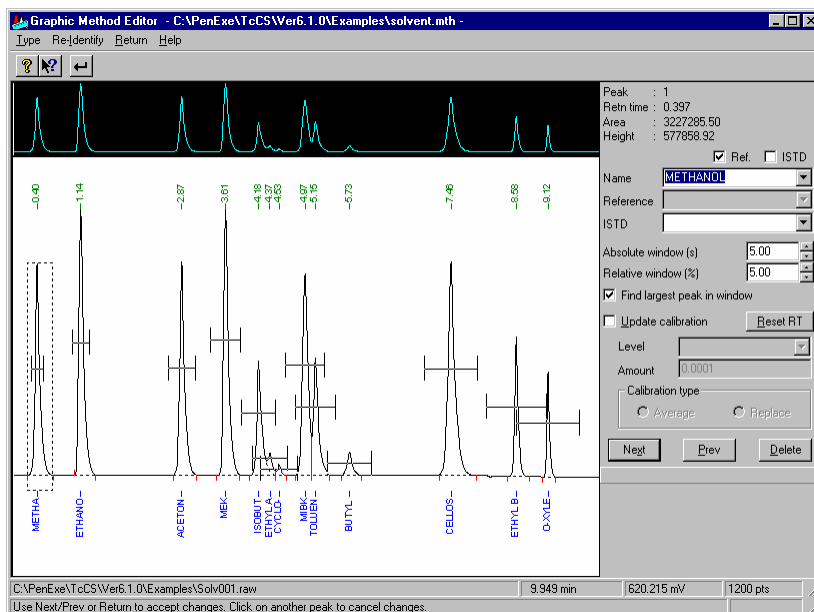 Graphic Method Editor - C:\PenExe\TcCS\Ver6.1.0\Examples\solvent.mth -
Type Re-Identify Return Help
Peak : 1
Retn time : 0.397
Area : 3227285.50
Height : 577858.92
Ref. ISTD
Name METHANOL
Reference
ISTD
Absolute window (s) 5.00
Relative window (%) 5.00
Find largest peak in window
Update calibration Reset RT
Level
Amount 0.0001
Calibration type
Average Replace
Next Prev Delete
0.40 1.14 2.87 3.61 4.18 4.37 4.53 4.97 5.15 5.73 7.46 8.58 9.12
METHA ETHANO ACETON MEK ISOBUT ETHYL A CYCLO- MIBK TOLUEN BUTYL CELLOS ETHYL B O-XYLE
C:\PenExe\TcCS\Ver6.1.0\Examples\Solv001.raw 9.949 min 620.215 mV 1200 pts
Use Next/Prev or Return to accept changes. Click on another peak to cancel changes.